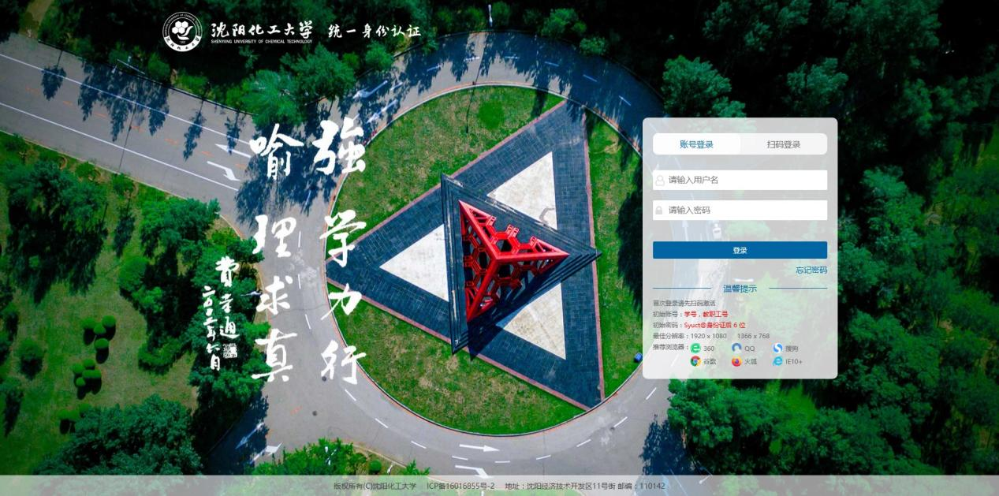 沈阳化工大学 统一身份认证
SHENYANG UNIVERSITY OF CHEMICAL TECHNOLOGY
强学力行
喻理求真
费孝通
账号登录 扫码登录
请输入用户名
请输入密码
登录
忘记密码
温馨提示
首次登录请先扫码激活
初始账号：学号，教职工号
初始密码：Syuct@身份证后 6 位
最佳分辨率：1920 x 1080 1366 x 768
推荐浏览器： 360 QQ 搜狗
谷歌 火狐 IE10+
版权所有(C)沈阳化工大学 ICP备16016855号-2 地址：沈阳经济技术开发区11号街 邮编：110142